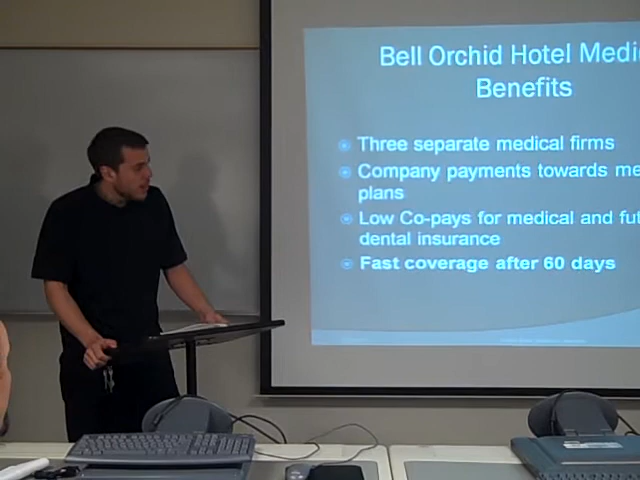 Bell Orchid Hotel Medi
Benefits
Three separate medical firms
Company payments towards me
plans
Low Co-pays for medical and fut
dental insurance
Fast coverage after 60 days